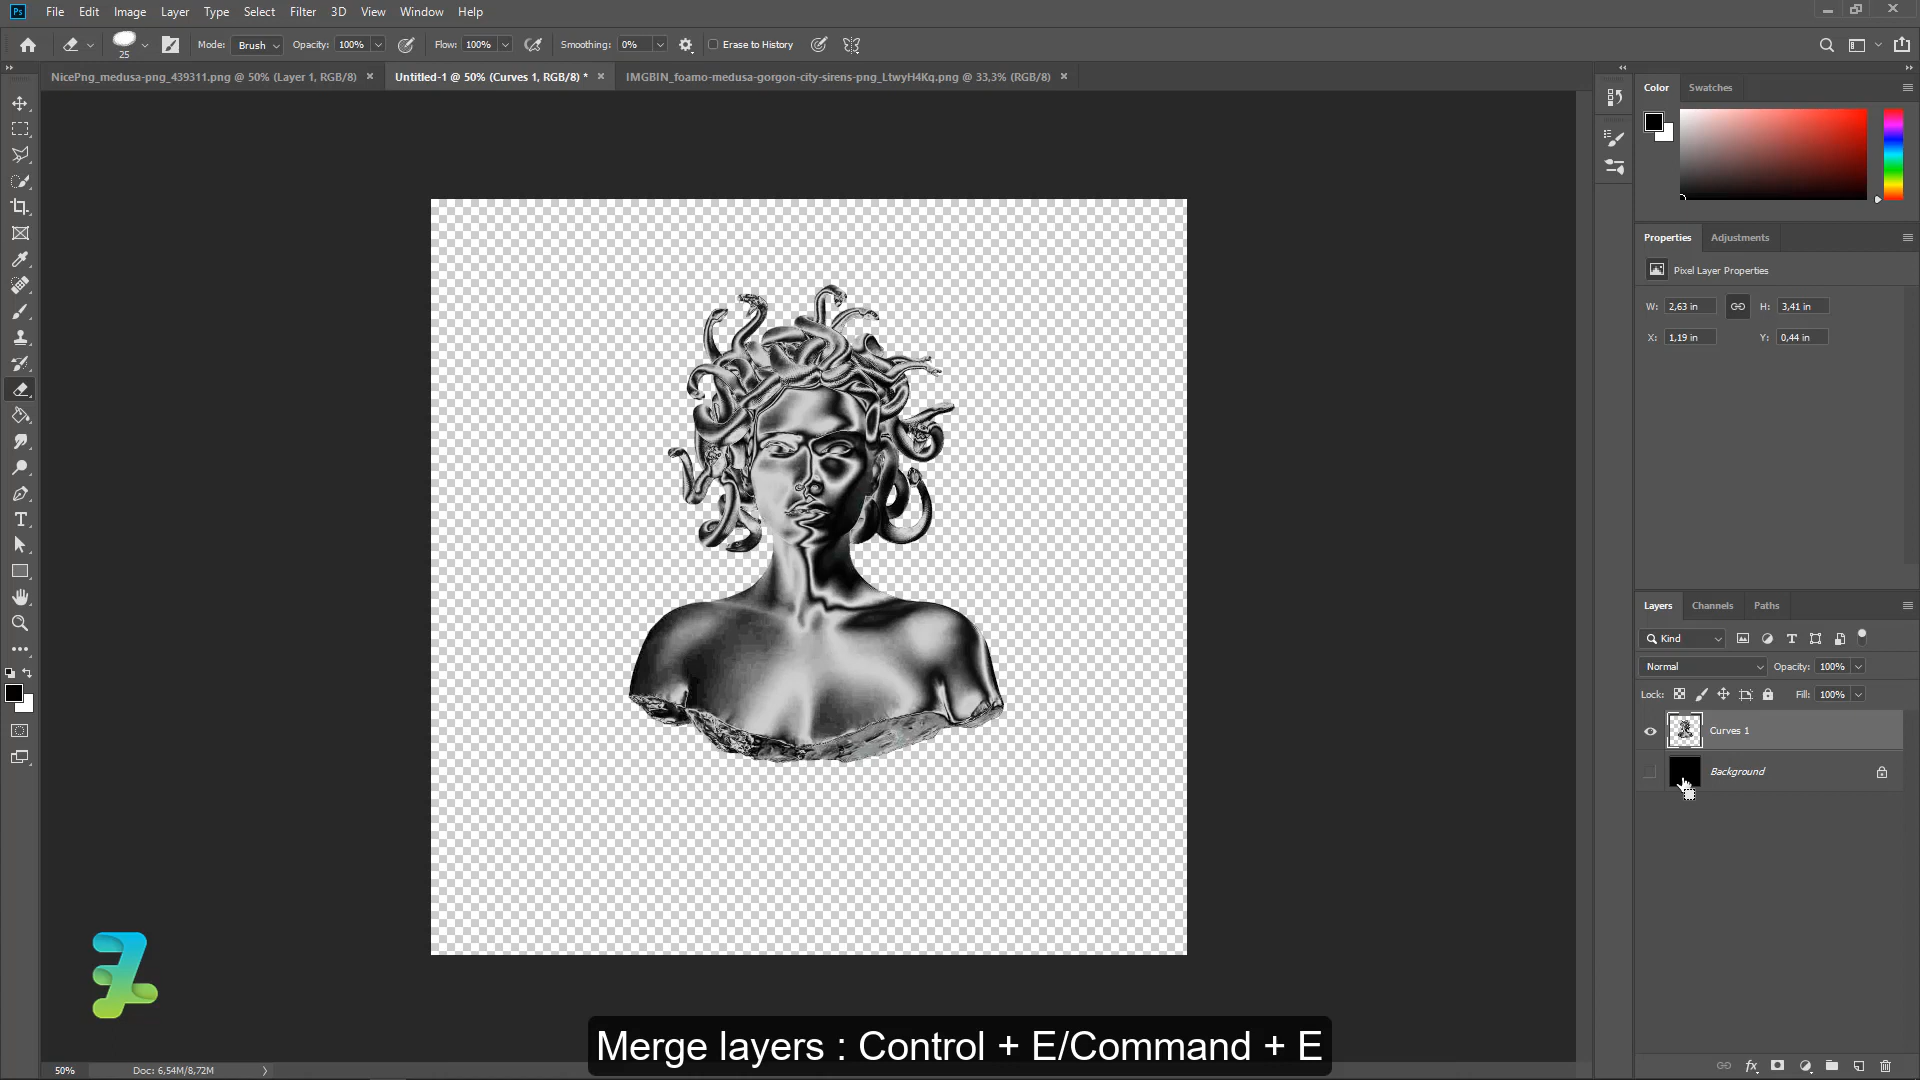 Ps File Edit Image Layer Type Select Filter 3D View Window Help
25 Mode: Brush Opacity: 100% Flow: 100% Smoothing: 0% Erase to History
NicePng_medusa-png_439311.png @ 50% (Layer 1, RGB/8) × Untitled-1 @ 50% (Curves 1, RGB/8) * × IMGBIN_foamo-medusa-gorgon-city-sirens-png_LtwyH4Kq.png @ 33,3% (RGB/8) ×
Color Swatches
Properties Adjustments
Pixel Layer Properties
W: 2,63 in H: 3,41 in
X: 1,19 in Y: 0,44 in
Layers Channels Paths
Kind
Normal Opacity: 100%
Lock: Fill: 100%
Curves 1
Background
Merge layers : Control + E/Command + E
50% Doc: 6,54M/8,72M